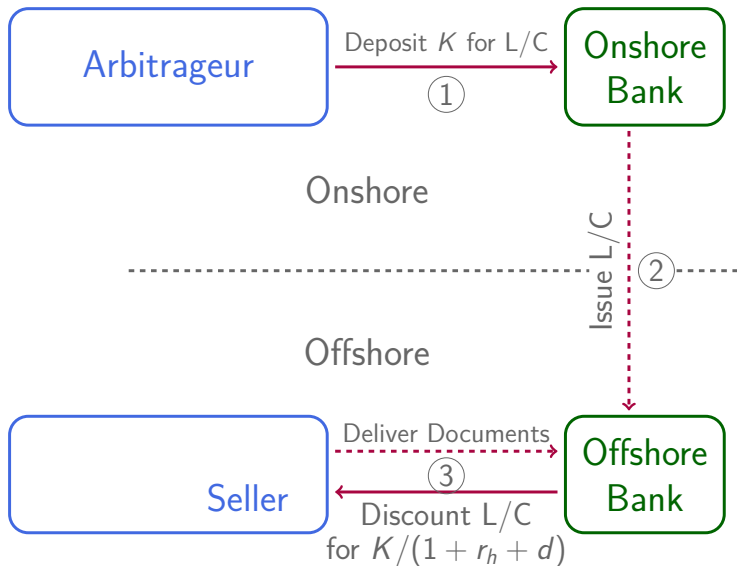 Arbitrageur
Deposit K for L/C
①
Onshore
Bank
Onshore
Issue L/C
②
Offshore
Seller
Deliver Documents
③
Discount L/C
for K/(1 + r_h + d)
Offshore
Bank